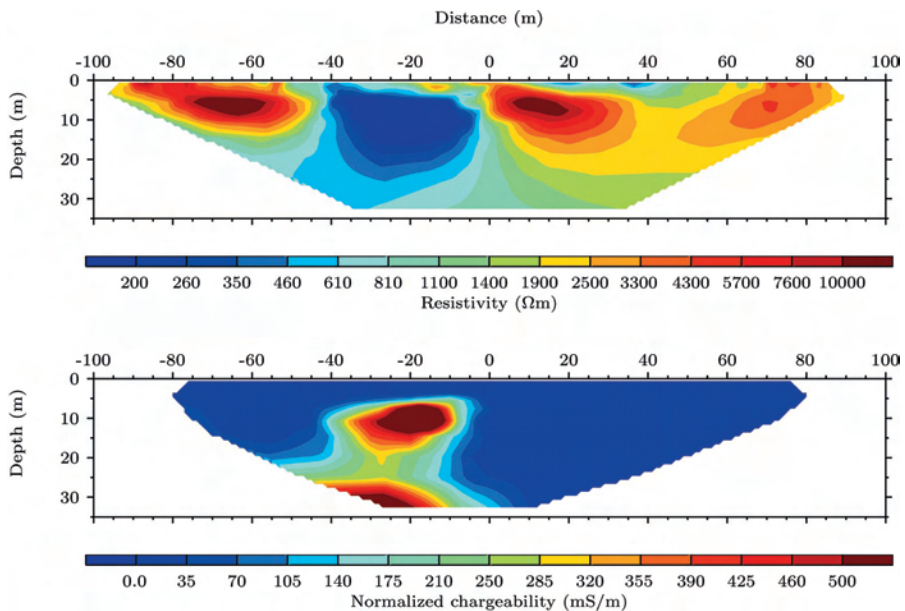 Distance (m)
-100 -80 -60 -40 -20 0 20 40 60 80 100
Depth (m)
0
10
20
30
200 260 350 460 610 810 1100 1400 1900 2500 3300 4300 5700 7600 10000
Resistivity (Ωm)
-100 -80 -60 -40 -20 0 20 40 60 80 100
Depth (m)
0
10
20
30
0.0 35 70 105 140 175 210 250 285 320 355 390 425 460 500
Normalized chargeability (mS/m)